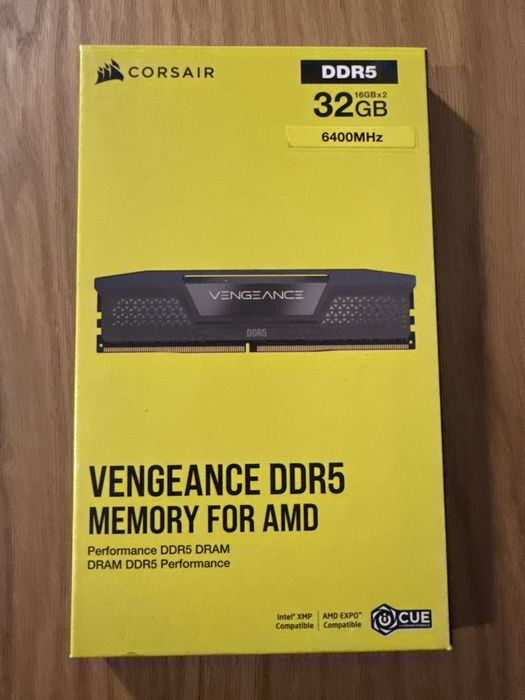 CORSAIR
DDR5
16GBx2
32GB
6400MHz
VENGEANCE
DDR5
VENGEANCE DDR5
MEMORY FOR AMD
Performance DDR5 DRAM
DRAM DDR5 Performance
Intel® XMP
Compatible
AMD EXPO™
Compatible
iCUE